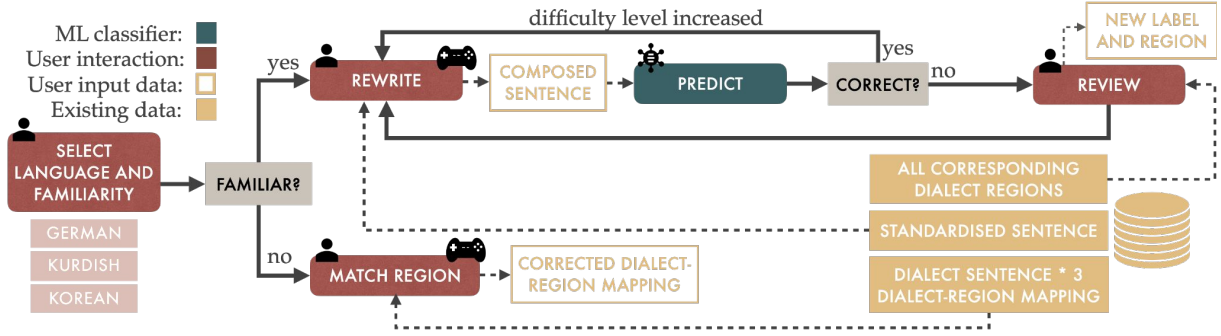 ML classifier:
User interaction:
User input data:
Existing data:
difficulty level increased
yes
REWRITE
COMPOSED
SENTENCE
PREDICT
CORRECT?
yes
no
REVIEW
NEW LABEL
AND REGION
SELECT
LANGUAGE AND
FAMILIARITY
FAMILIAR?
GERMAN
KURDISH
KOREAN
no
MATCH REGION
CORRECTED DIALECT-
REGION MAPPING
ALL CORRESPONDING
DIALECT REGIONS
STANDARDISED SENTENCE
DIALECT SENTENCE * 3
DIALECT-REGION MAPPING